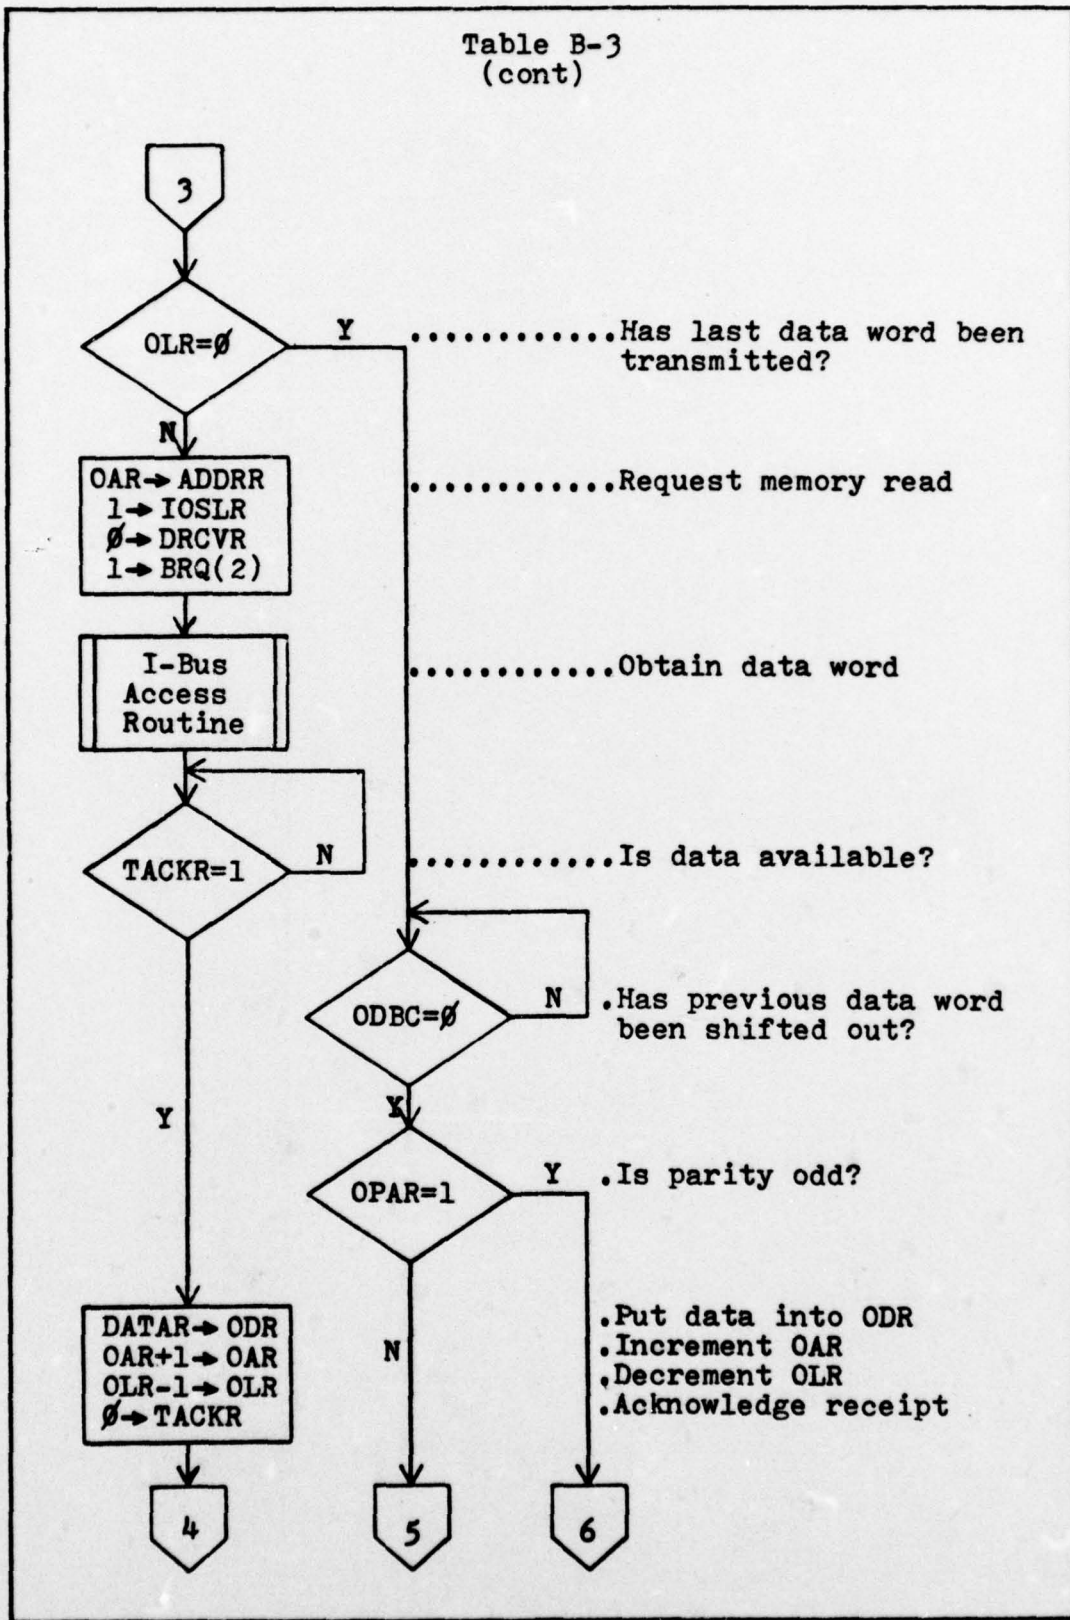 Table B-3
(cont)
3
OLR=Ø
Y
............Has last data word been
transmitted?
N
OAR→ ADDRR
1→ IOSLR
Ø→ DRCVR
1→ BRQ(2)
............Request memory read
I-Bus
Access
Routine
............Obtain data word
TACKR=1
N
............Is data available?
ODBC=Ø
N
.Has previous data word
been shifted out?
Y
Y
OPAR=1
Y
.Is parity odd?
N
DATAR→ ODR
OAR+1→ OAR
OLR-1→ OLR
Ø→ TACKR
.Put data into ODR
.Increment OAR
.Decrement OLR
.Acknowledge receipt
4
5
6